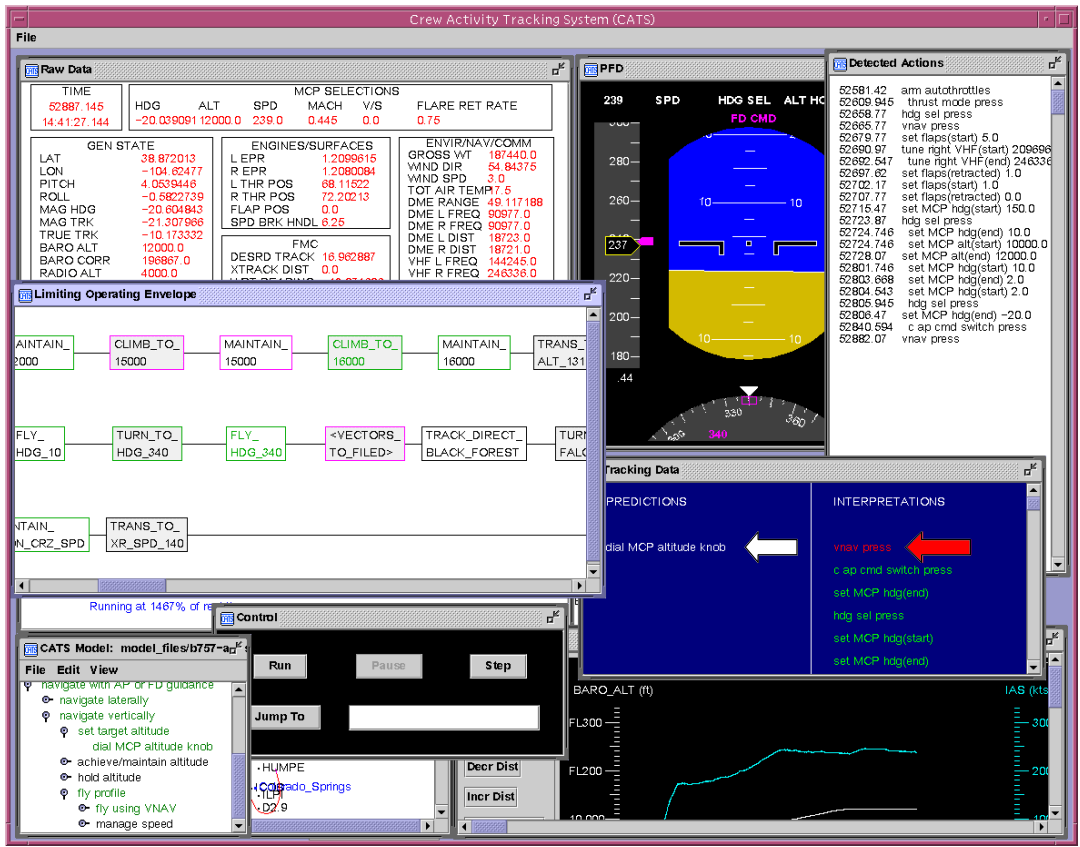 Crew Activity Tracking System (CATS)
File
Raw Data
TIME
52887.145
14:41:27.144
MCP SELECTIONS
HDG ALT SPD MACH V/S FLARE RET RATE
-20.039091 12000.0 239.0 0.445 0.0 0.75
GEN STATE
LAT 38.872013
LON -104.62477
PITCH 4.0539446
ROLL -0.5822739
MAG HDG -20.604843
MAG TRK -21.307966
TRUE TRK -10.173332
BARO ALT 12000.0
BARO CORR 196867.0
RADIO ALT 4000.0
ENGINES/SURFACES
L EPR 1.2099615
R EPR 1.2080084
L THR POS 68.11522
R THR POS 72.20213
FLAP POS 0.0
SPD BRK HNDL 6.25
FMC
DESRD TRACK 16.962887
XTRACK DIST 0.0
ENVIR/NAV/COMM
GROSS WT 187440.0
WIND DIR 54.84375
WIND SPD 3.0
TOT AIR TEMP 17.5
DME RANGE 49.117188
DME L FREQ 90977.0
DME R FREQ 90977.0
DME L DIST 18723.0
DME R DIST 18721.0
VHF L FREQ 144245.0
VHF R FREQ 246336.0
PFD
239 SPD HDG SEL ALT HO
FD CMD
300
280
260
237
220
200
180
.44
10
10
10
10
330
360
300
340
Detected Actions
52581.42 arm autothrottles
52609.945 thrust mode press
52658.77 hdg sel press
52665.77 vnav press
52679.77 set flaps(start) 5.0
52690.97 tune right VHF(start) 209696
52692.547 tune right VHF(end) 246336
52697.62 set flaps(retracted) 1.0
52702.17 set flaps(start) 1.0
52707.77 set flaps(retracted) 0.0
52715.47 set MCP hdg(start) 150.0
52723.87 hdg sel press
52724.746 set MCP hdg(end) 10.0
52724.746 set MCP alt(start) 10000.0
52728.07 set MCP alt(end) 12000.0
52801.746 set MCP hdg(start) 10.0
52803.668 set MCP hdg(end) 2.0
52804.543 set MCP hdg(start) 2.0
52805.945 hdg sel press
52806.47 set MCP hdg(end) -20.0
52840.594 c ap cmd switch press
52882.07 vnav press
Limiting Operating Envelope
AINTAIN_
2000
CLIMB_TO_
15000
MAINTAIN_
15000
CLIMB_TO_
16000
MAINTAIN_
16000
TRANS_T
ALT_131
FLY_
HDG_10
TURN_TO_
HDG_340
FLY_
HDG_340
<VECTORS_
TO_FILED>
TRACK_DIRECT_
BLACK_FOREST
TURN
FALC
NTAIN_
N_CRZ_SPD
TRANS_TO_
XR_SPD_140
Tracking Data
PREDICTIONS
dial MCP altitude knob
INTERPRETATIONS
vnav press
c ap cmd switch press
set MCP hdg(end)
hdg sel press
set MCP hdg(start)
set MCP hdg(end)
Running at 1467% of re
Control
Run
Pause
Step
Jump To
CATS Model: model_files/b757-a
File Edit View
navigate with AP or FD guidance
navigate laterally
navigate vertically
set target altitude
dial MCP altitude knob
achieve/maintain altitude
hold altitude
fly profile
fly using VNAV
manage speed
HUMPE
Colorado_Springs
D2.9
Decr Dist
Incr Dist
BARO_ALT (ft)
FL300
FL200
10,000
IAS (kts
300
200
100